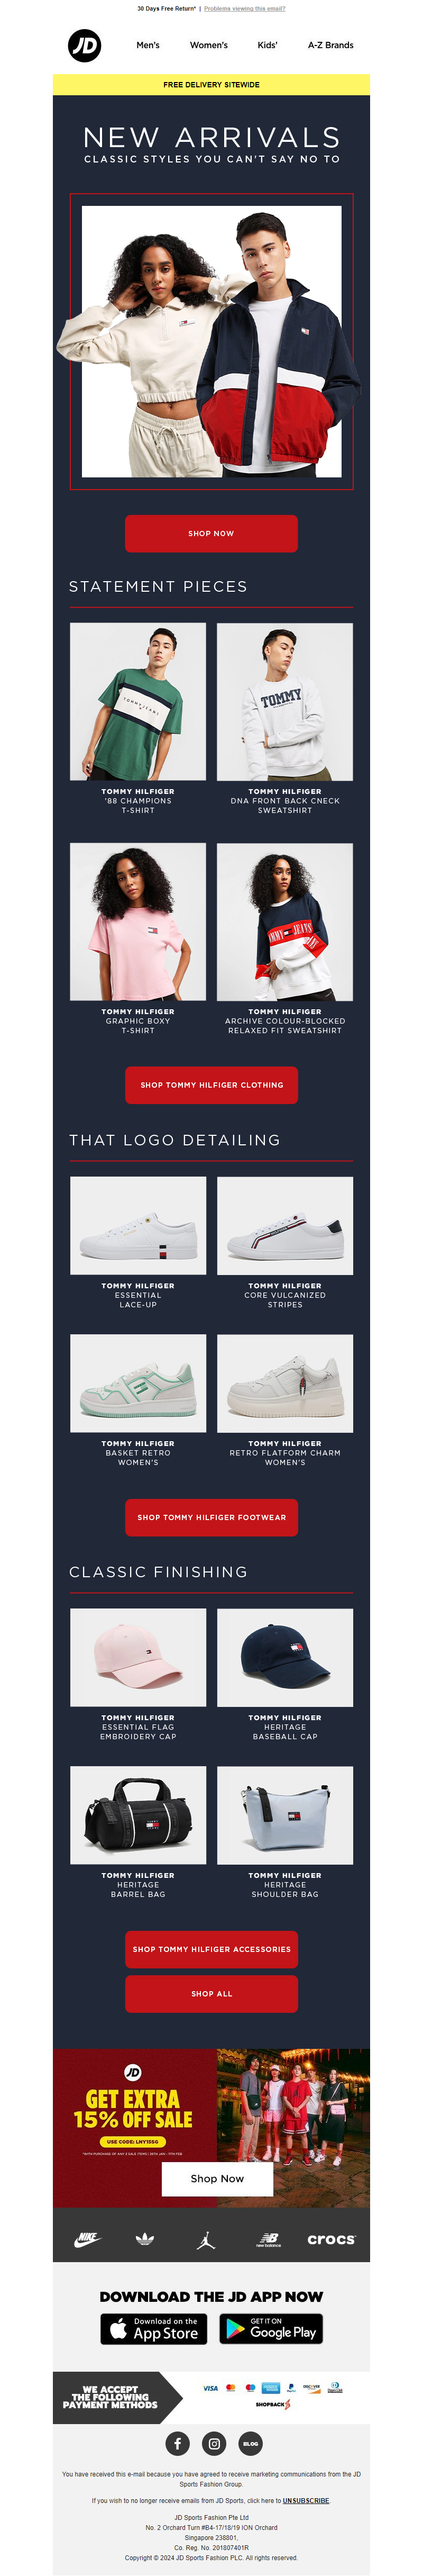 30 Days Free Return* | Problems viewing this email?
JD
Men's Women's Kids' A-Z Brands
FREE DELIVERY SITEWIDE
NEW ARRIVALS
CLASSIC STYLES YOU CAN'T SAY NO TO
SHOP NOW
STATEMENT PIECES
TOMMY JEANS
TOMMY
TOMMY HILFIGER
'88 CHAMPIONS
T-SHIRT
TOMMY HILFIGER
DNA FRONT BACK CNECK
SWEATSHIRT
MMY JEANS
TOMMY HILFIGER
GRAPHIC BOXY
T-SHIRT
TOMMY HILFIGER
ARCHIVE COLOUR-BLOCKED
RELAXED FIT SWEATSHIRT
SHOP TOMMY HILFIGER CLOTHING
THAT LOGO DETAILING
TOMMY HILFIGER
ESSENTIAL
LACE-UP
TOMMY HILFIGER
CORE VULCANIZED
STRIPES
TOMMY HILFIGER
BASKET RETRO
WOMEN'S
TOMMY HILFIGER
RETRO FLATFORM CHARM
WOMEN'S
SHOP TOMMY HILFIGER FOOTWEAR
CLASSIC FINISHING
TOMMY HILFIGER
ESSENTIAL FLAG
EMBROIDERY CAP
TOMMY HILFIGER
HERITAGE
BASEBALL CAP
TOMMY HILFIGER
HERITAGE
BARREL BAG
TOMMY HILFIGER
HERITAGE
SHOULDER BAG
SHOP TOMMY HILFIGER ACCESSORIES
SHOP ALL
JD
GET EXTRA
15% OFF SALE
USE CODE: LNY15SG
Shop Now
NIKE
new balance
crocs
DOWNLOAD THE JD APP NOW
Download on the
App Store
GET IT ON
Google Play
WE ACCEPT
THE FOLLOWING
PAYMENT METHODS
VISA
PayPal
DISCOVER
SHOPBACK
BLOG
You have received this e-mail because you have agreed to receive marketing communications from the JD
Sports Fashion Group.
If you wish to no longer receive emails from JD Sports, click here to UNSUBSCRIBE
JD Sports Fashion Pte Ltd
No. 2 Orchard Turn #B4-17/18/19 ION Orchard
Singapore 238801,
Co. Reg. No. 201807401R
Copyright © 2024 JD Sports Fashion PLC. All rights reserved.